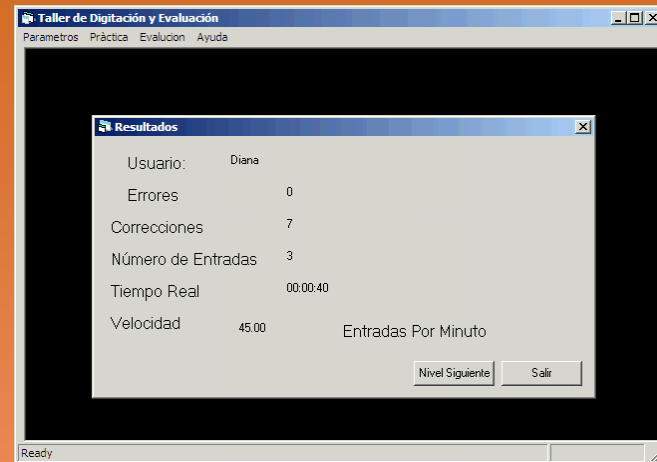 Taller de Digitación y Evaluación
Parametros Pràctica Evalucion Ayuda
Resultados
Usuario: Diana
Errores 0
Correcciones 7
Número de Entradas 3
Tiempo Real 00:00:40
Velocidad 45.00 Entradas Por Minuto
Nivel Siguiente Salir
Ready